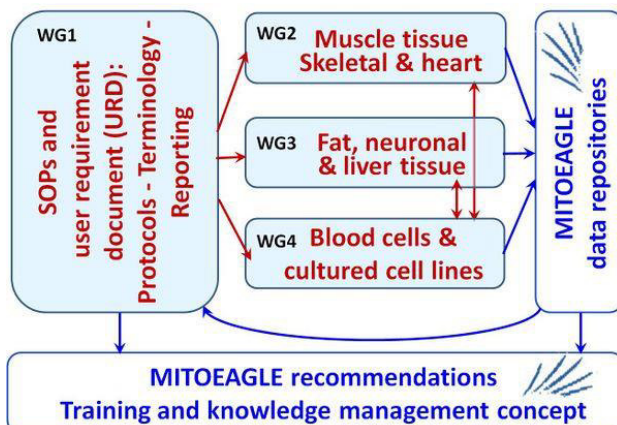 WG1
SOPs and
user requirement
document (URD):
Protocols - Terminology -
Reporting
WG2
Muscle tissue
Skeletal & heart
WG3
Fat, neuronal
& liver tissue
WG4
Blood cells &
cultured cell lines
MITOEAGLE
data repositories
MITOEAGLE recommendations
Training and knowledge management concept